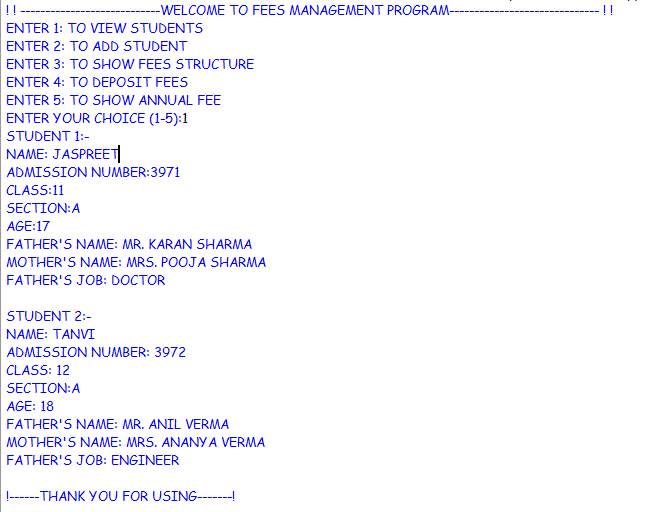 !! ----------------------------WELCOME TO FEES MANAGEMENT PROGRAM------------------------------ !!
ENTER 1: TO VIEW STUDENTS
ENTER 2: TO ADD STUDENT
ENTER 3: TO SHOW FEES STRUCTURE
ENTER 4: TO DEPOSIT FEES
ENTER 5: TO SHOW ANNUAL FEE
ENTER YOUR CHOICE (1-5):1
STUDENT 1:-
NAME: JASPREET
ADMISSION NUMBER:3971
CLASS:11
SECTION:A
AGE:17
FATHER'S NAME: MR. KARAN SHARMA
MOTHER'S NAME: MRS. POOJA SHARMA
FATHER'S JOB: DOCTOR
STUDENT 2:-
NAME: TANVI
ADMISSION NUMBER: 3972
CLASS: 12
SECTION:A
AGE: 18
FATHER'S NAME: MR. ANIL VERMA
MOTHER'S NAME: MRS. ANANYA VERMA
FATHER'S JOB: ENGINEER
!------THANK YOU FOR USING-------!